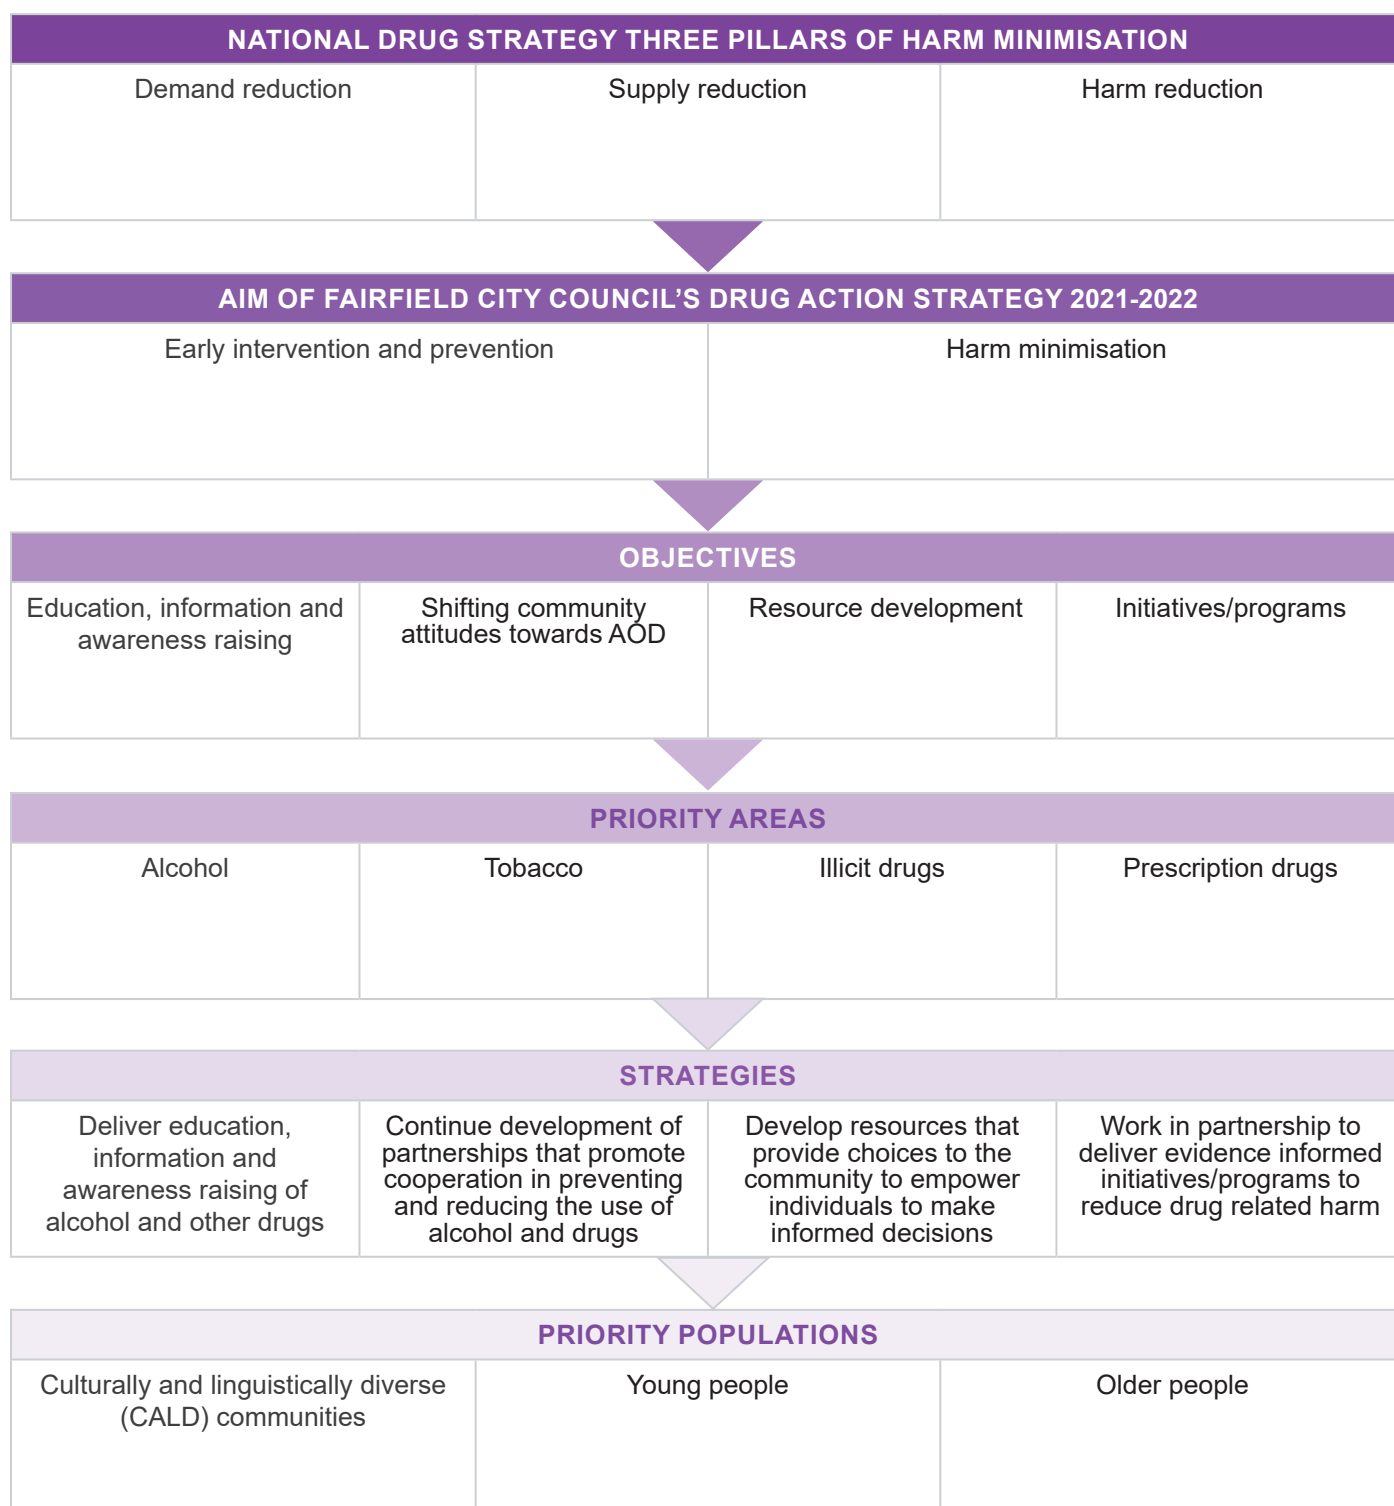 NATIONAL DRUG STRATEGY THREE PILLARS OF HARM MINIMISATION
Demand reduction
Supply reduction
Harm reduction
AIM OF FAIRFIELD CITY COUNCIL’S DRUG ACTION STRATEGY 2021-2022
Early intervention and prevention
Harm minimisation
OBJECTIVES
Education, information and
awareness raising
Shifting community
attitudes towards AOD
Resource development
Initiatives/programs
PRIORITY AREAS
Alcohol
Tobacco
Illicit drugs
Prescription drugs
STRATEGIES
Deliver education,
information and
awareness raising of
alcohol and other drugs
Continue development of
partnerships that promote
cooperation in preventing
and reducing the use of
alcohol and drugs
Develop resources that
provide choices to the
community to empower
individuals to make
informed decisions
Work in partnership to
deliver evidence informed
initiatives/programs to
reduce drug related harm
PRIORITY POPULATIONS
Culturally and linguistically diverse
(CALD) communities
Young people
Older people